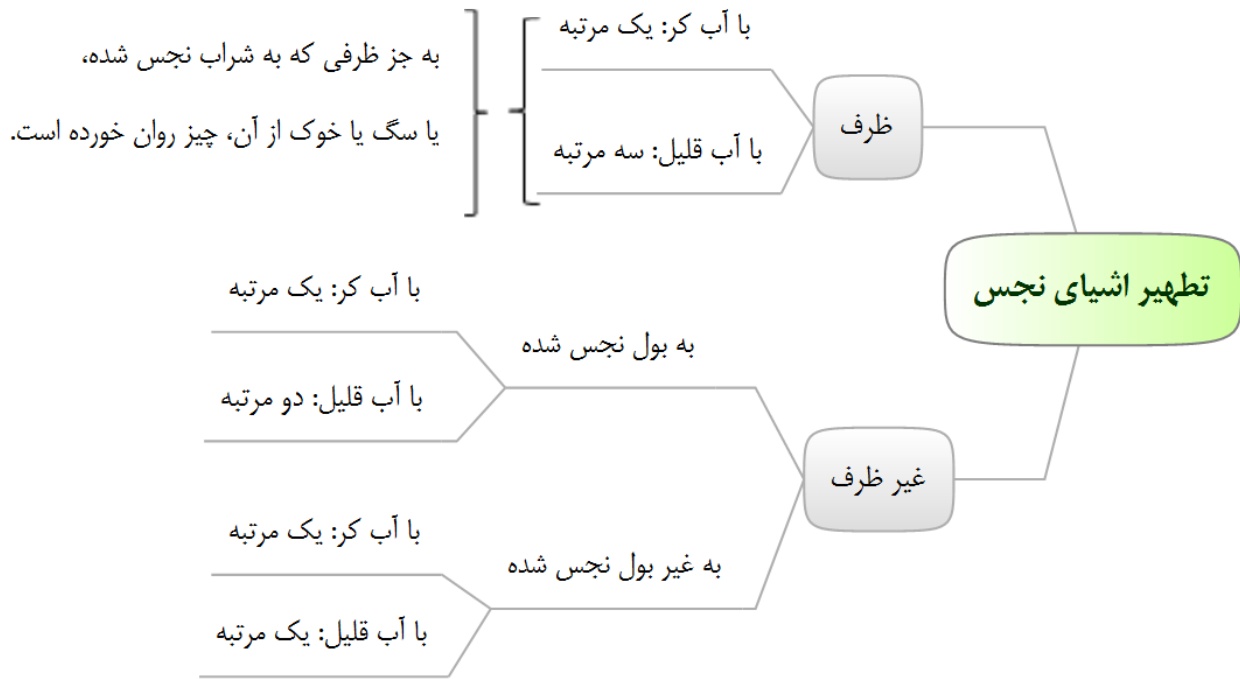 تطهیر اشیای نجس
ظرف
با آب کر: یک مرتبه
با آب قلیل: سه مرتبه
به جز ظرفی که به شراب نجس شده،
یا سگ یا خوک از آن، چیز روان خورده است.
غیر ظرف
به بول نجس شده
با آب کر: یک مرتبه
با آب قلیل: دو مرتبه
به غیر بول نجس شده
با آب کر: یک مرتبه
با آب قلیل: یک مرتبه